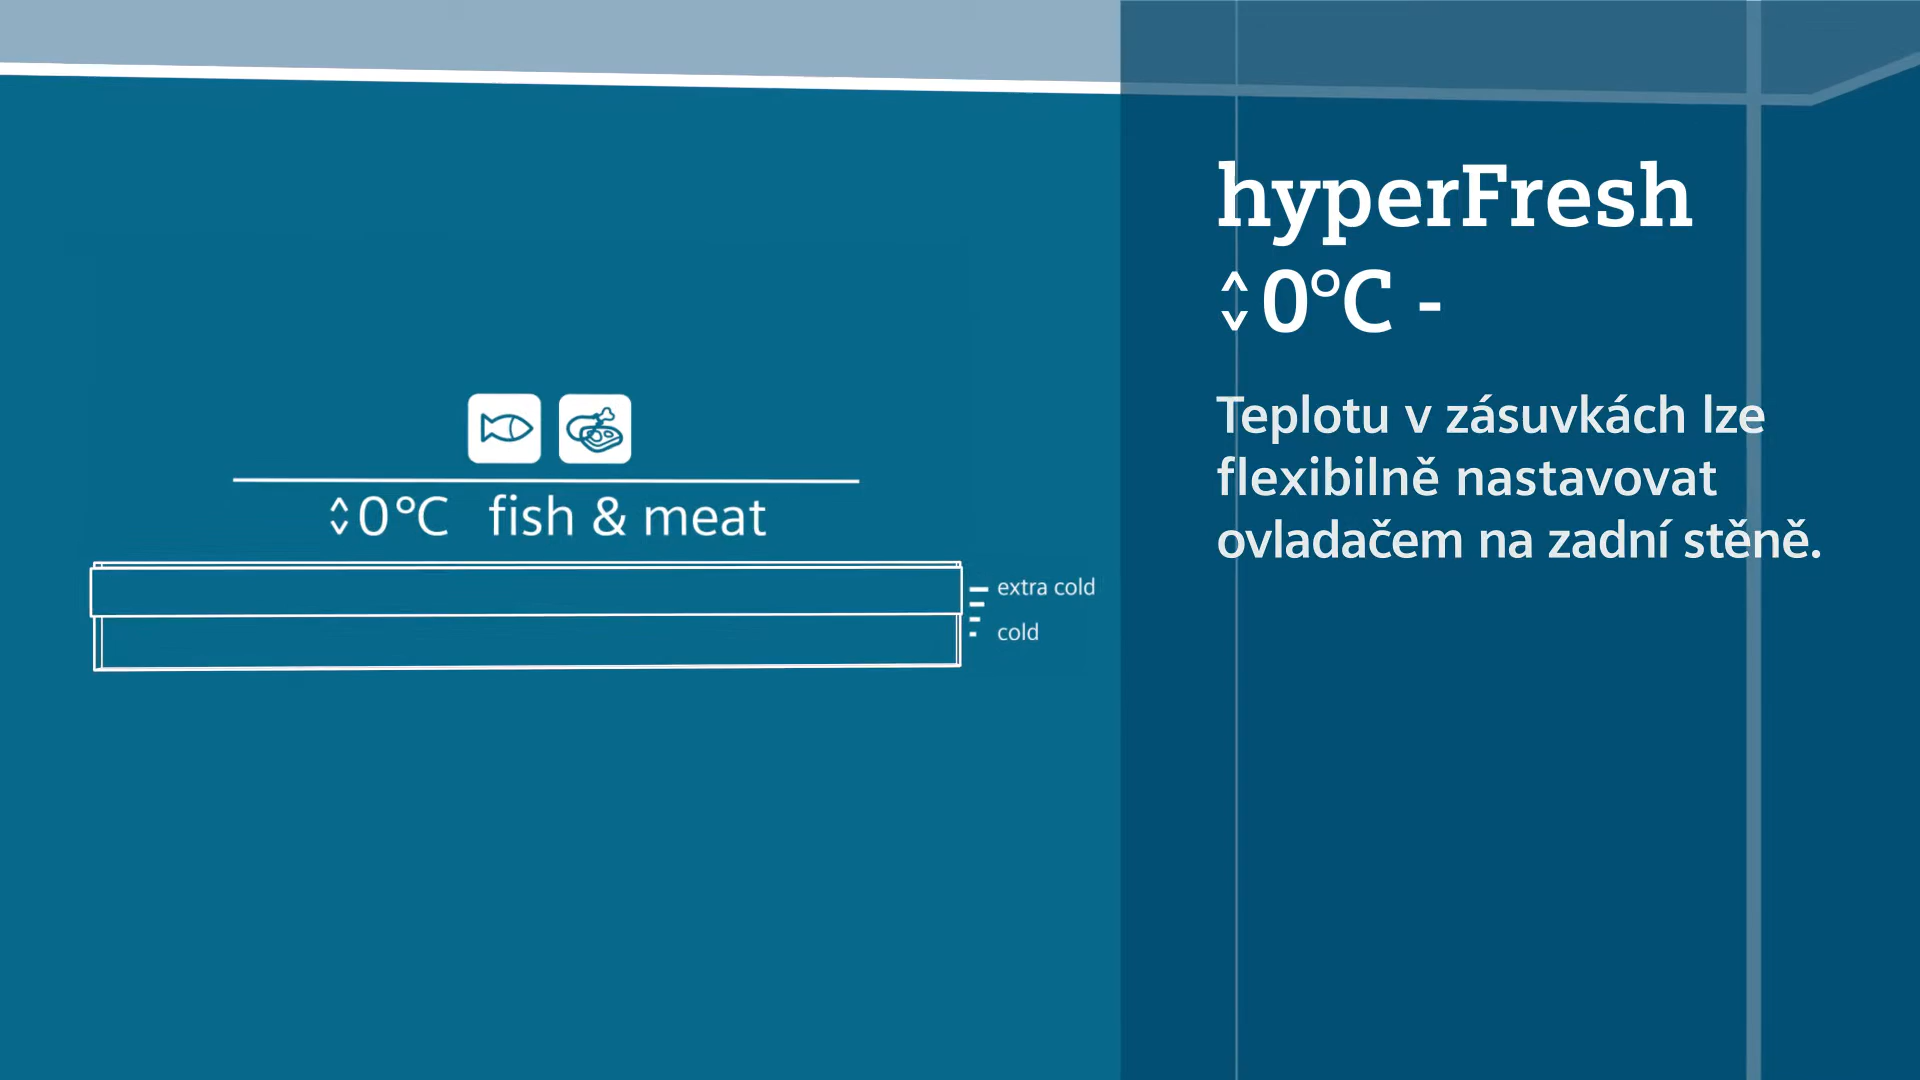 hyperFresh
0°C -
Teplotu v zásuvkách lze
flexibilně nastavovat
ovladačem na zadní stěně.
0°C fish & meat
extra cold
cold